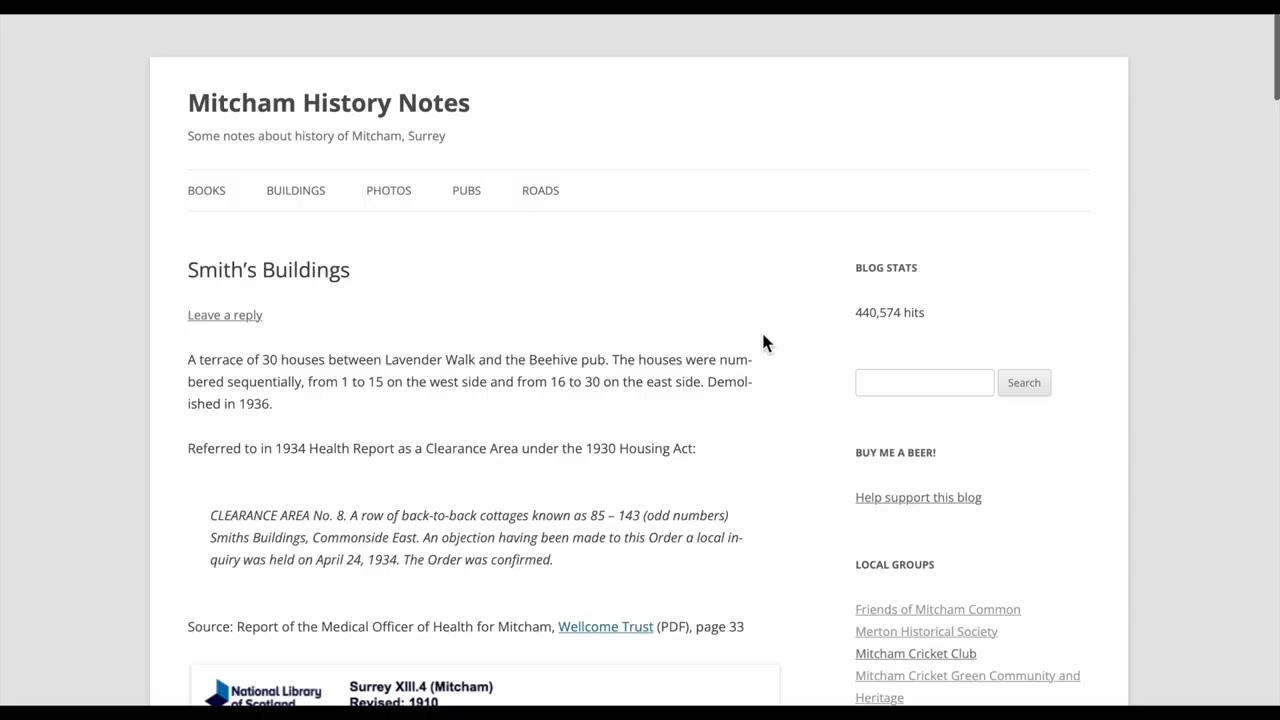 Mitcham History Notes
Some notes about history of Mitcham, Surrey
BOOKS BUILDINGS PHOTOS PUBS ROADS
Smith’s Buildings
Leave a reply
A terrace of 30 houses between Lavender Walk and the Beehive pub. The houses were num-
bered sequentially, from 1 to 15 on the west side and from 16 to 30 on the east side. Demol-
ished in 1936.
Referred to in 1934 Health Report as a Clearance Area under the 1930 Housing Act:
CLEARANCE AREA No. 8. A row of back-to-back cottages known as 85 – 143 (odd numbers)
Smiths Buildings, Commonside East. An objection having been made to this Order a local in-
quiry was held on April 24, 1934. The Order was confirmed.
Source: Report of the Medical Officer of Health for Mitcham, Wellcome Trust (PDF), page 33
National Library
of Scotland
Surrey XIII.4 (Mitcham)
Revised: 1910
BLOG STATS
440,574 hits
Search
BUY ME A BEER!
Help support this blog
LOCAL GROUPS
Friends of Mitcham Common
Merton Historical Society
Mitcham Cricket Club
Mitcham Cricket Green Community and
Heritage